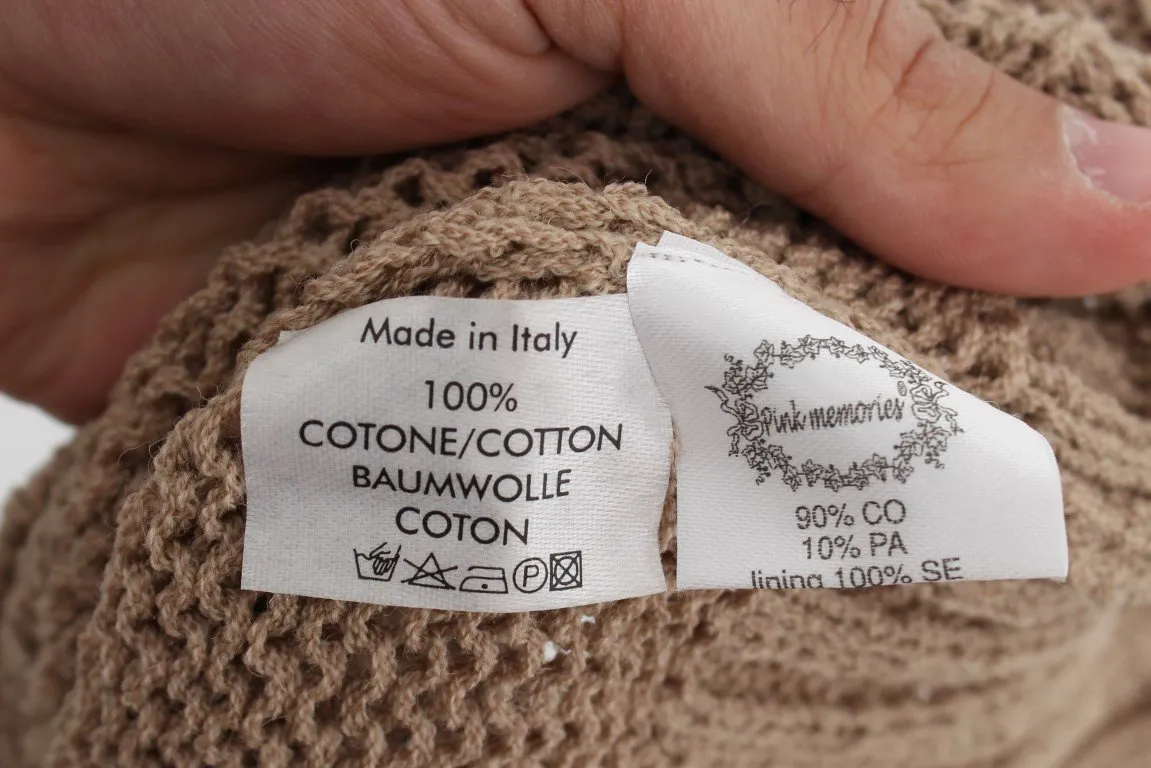 Made in Italy
100%
COTONE/COTTON
BAUMWOLLE
COTON
P
Pink memories®
90% CO
10% PA
lining 100% SE